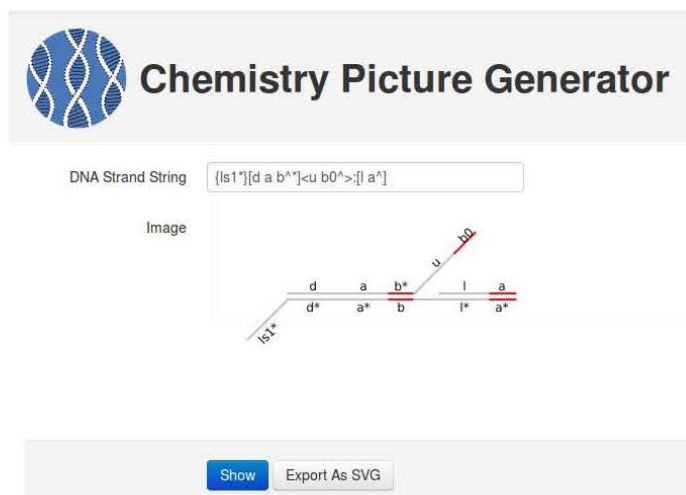 Chemistry Picture Generator
DNA Strand String
{ls1*}[d a b^*]<u b0^>:[l a^]
Image
b0
u
d a b* l a
d* a* b l* a*
ls1*
Show Export As SVG